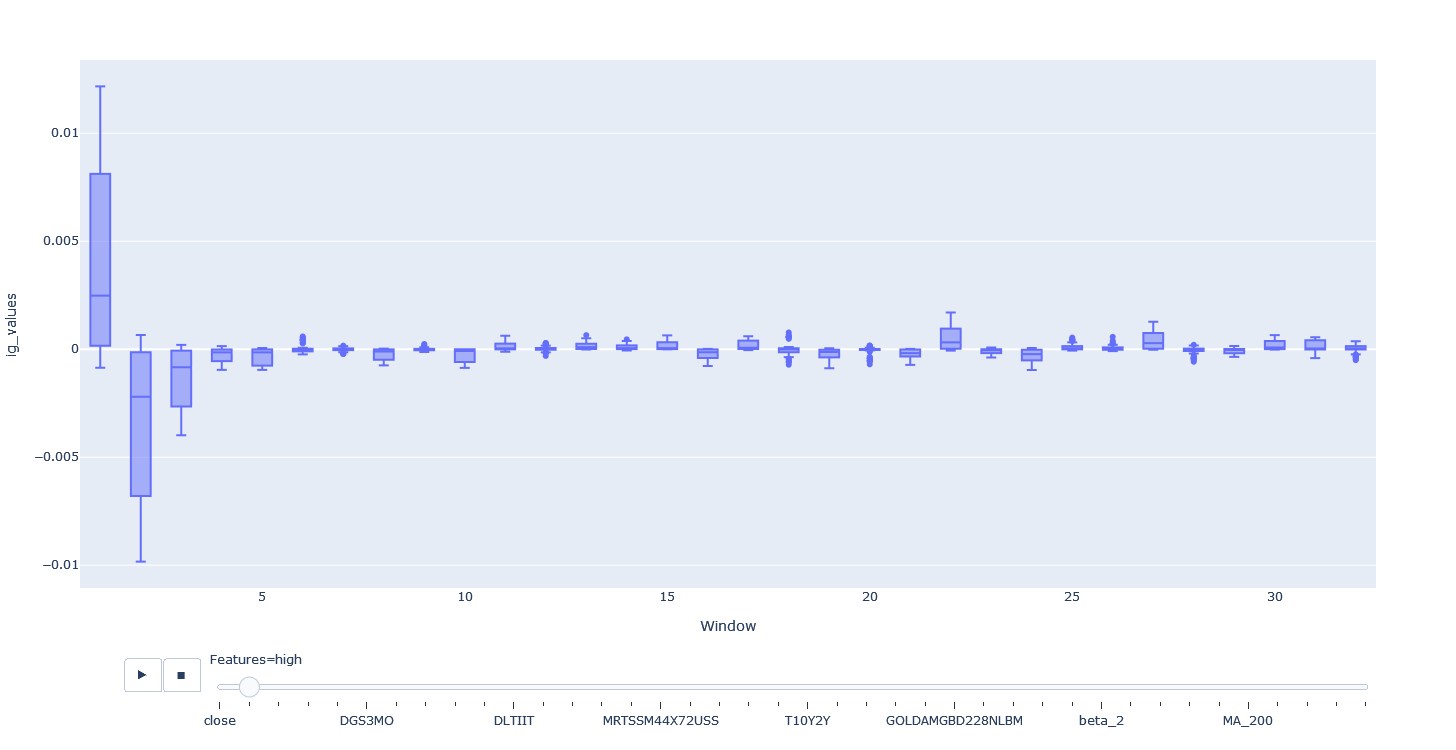 0.01
0.005
0
−0.005
−0.01
ig_values
5 10 15 20 25 30
Window
Features=high
close DGS3MO DLTIIT MRTSSM44X72USS T10Y2Y GOLDAMGBD228NLBM beta_2 MA_200